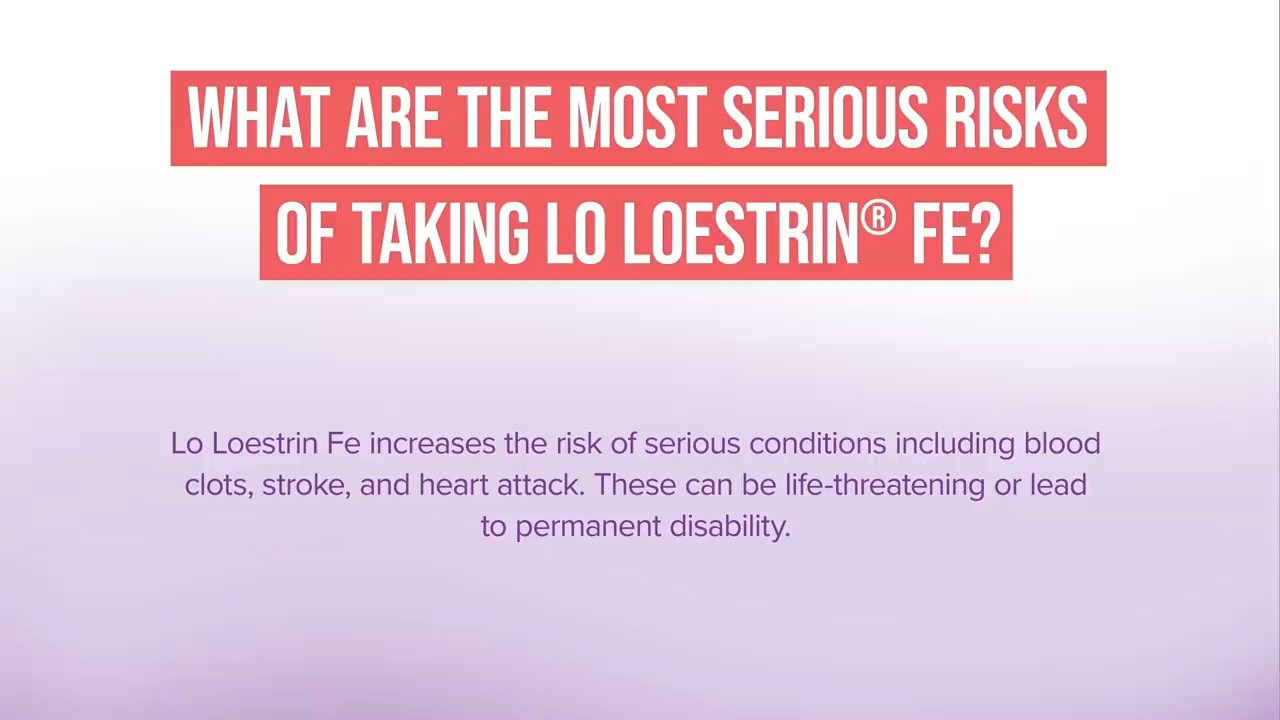 WHAT ARE THE MOST SERIOUS RISKS
OF TAKING LO LOESTRIN® FE?
Lo Loestrin Fe increases the risk of serious conditions including blood
clots, stroke, and heart attack. These can be life-threatening or lead
to permanent disability.